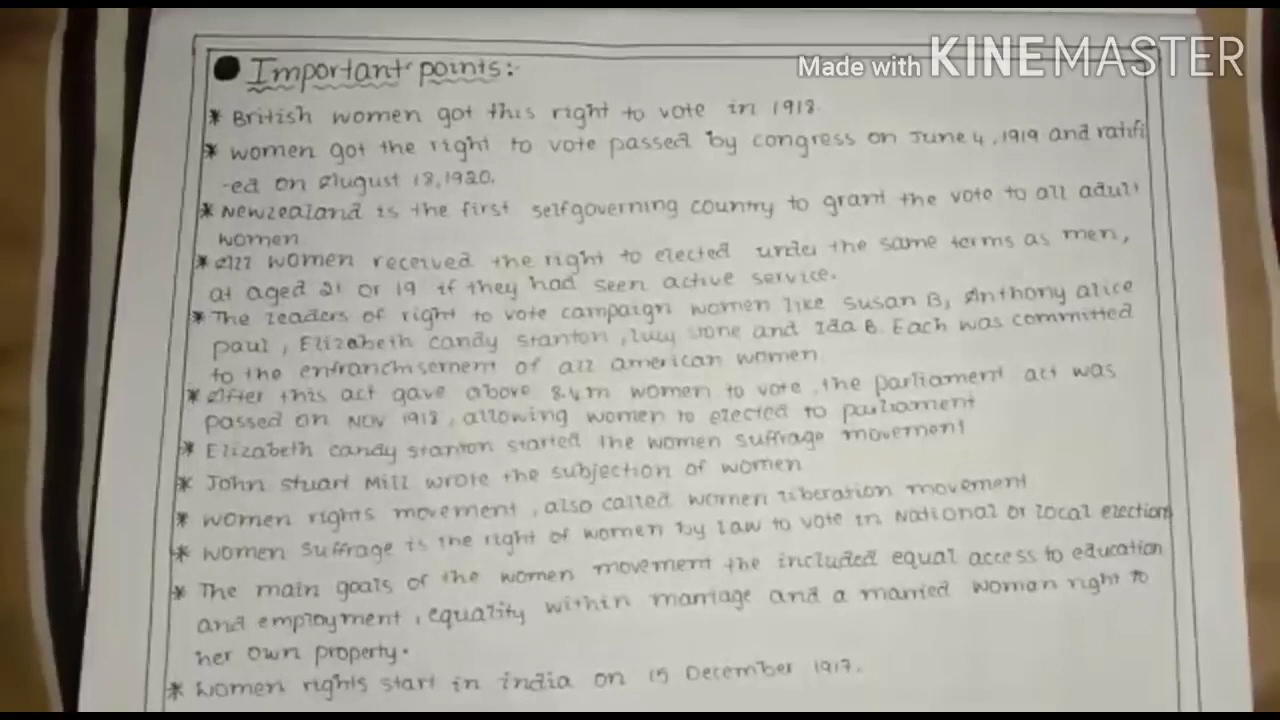 Made with KINEMASTER
Important points:-
* British women got this right to vote in 1918.
* women got the right to vote passed by congress on June 4, 1919 and ratifi
-ed on August 18, 1920.
* Newzealand is the first selfgoverning country to grant the vote to all adult
women
* All women received the right to elected under the same terms as men,
at aged 21 or 19 if they had seen active service.
* The leaders of right to vote campaign women like Susan B, Anthony alice
paul, Elizabeth candy stanton, lucy stone and Ida B. Each was committed
to the enfranchisement of all american women
* After this act gave above 8.4m women to vote, the parliament act was
passed on Nov 1918, allowing women to elected to parliament
* Elizabeth candy stanton started the women suffrage movement
* John Stuart Mill wrote the subjection of women
* women rights movement, also called women liberation movement
* women suffrage is the right of women by law to vote in National or local elections
* The main goals of the women movement the included equal access to education
and employment, equality within marriage and a married woman right to
her own property.
* women rights start in india on 15 December 1917.